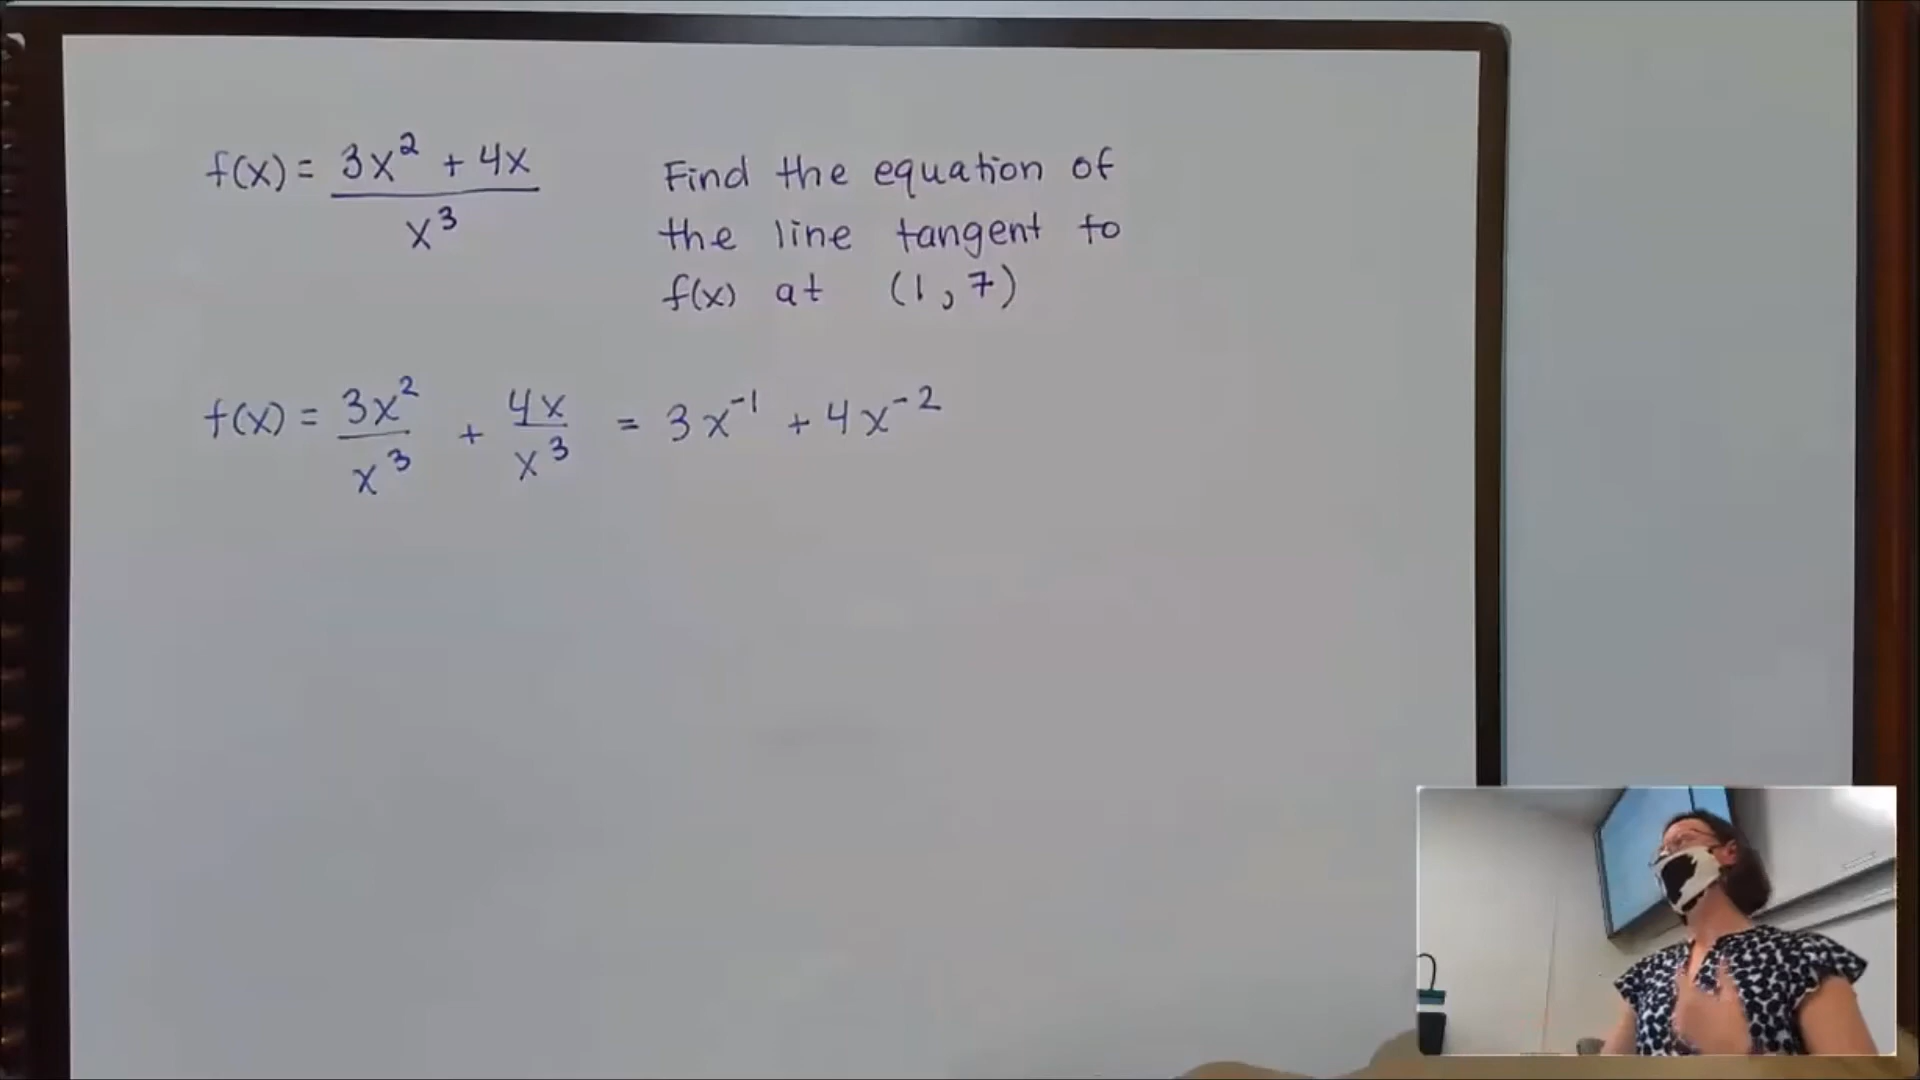 f(x) = (3x² + 4x)/x³
Find the equation of
the line tangent to
f(x) at (1, 7)
f(x) = 3x²/x³ + 4x/x³ = 3x⁻¹ + 4x⁻²